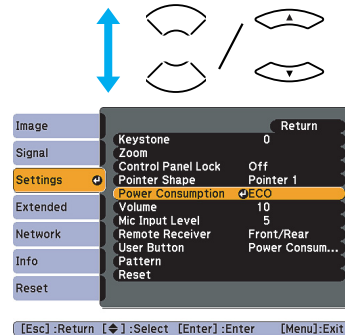 Image
Signal
Settings
Extended
Network
Info
Reset
Return
Keystone 0
Zoom
Control Panel Lock Off
Pointer Shape Pointer 1
Power Consumption ECO
Volume 10
Mic Input Level 5
Remote Receiver Front/Rear
User Button Power Consum...
Pattern
Reset
[Esc] :Return [◆] :Select [Enter] :Enter [Menu]:Exit